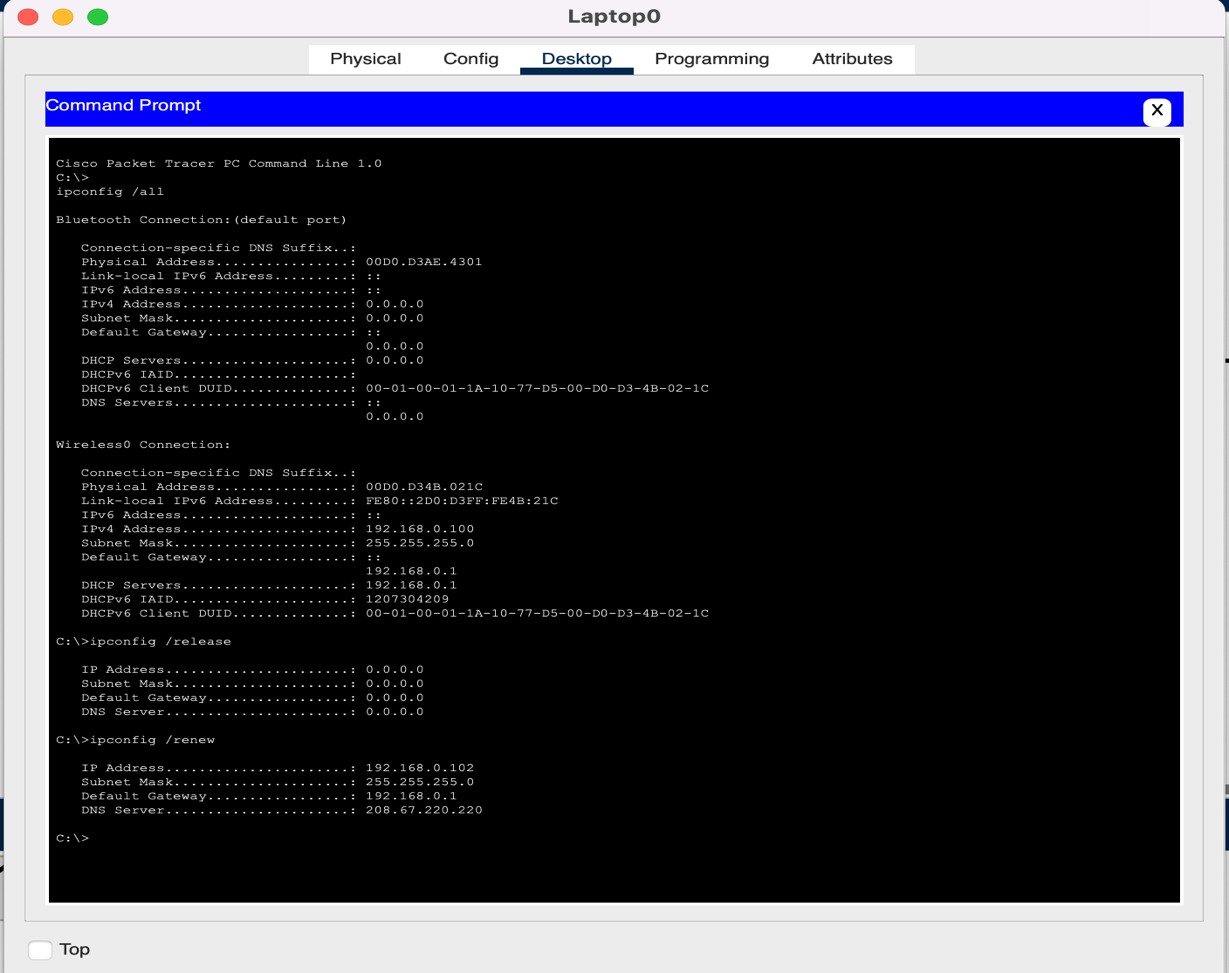 Laptop0
Physical Config Desktop Programming Attributes
Command Prompt
X
Cisco Packet Tracer PC Command Line 1.0
C:\>
ipconfig /all
Bluetooth Connection:(default port)
Connection-specific DNS Suffix..:
Physical Address................: 00D0.D3AE.4301
Link-local IPv6 Address.........: ::
IPv6 Address....................: ::
IPv4 Address....................: 0.0.0.0
Subnet Mask.....................: 0.0.0.0
Default Gateway.................: ::
0.0.0.0
DHCP Servers....................: 0.0.0.0
DHCPv6 IAID.....................:
DHCPv6 Client DUID..............: 00-01-00-01-1A-10-77-D5-00-D0-D3-4B-02-1C
DNS Servers.....................: ::
0.0.0.0
Wireless0 Connection:
Connection-specific DNS Suffix..:
Physical Address................: 00D0.D34B.021C
Link-local IPv6 Address.........: FE80::2D0:D3FF:FE4B:21C
IPv6 Address....................: ::
IPv4 Address....................: 192.168.0.100
Subnet Mask.....................: 255.255.255.0
Default Gateway.................: ::
192.168.0.1
DHCP Servers....................: 192.168.0.1
DHCPv6 IAID.....................: 1207304209
DHCPv6 Client DUID..............: 00-01-00-01-1A-10-77-D5-00-D0-D3-4B-02-1C
C:\>ipconfig /release
IP Address......................: 0.0.0.0
Subnet Mask.....................: 0.0.0.0
Default Gateway.................: 0.0.0.0
DNS Server......................: 0.0.0.0
C:\>ipconfig /renew
IP Address......................: 192.168.0.102
Subnet Mask.....................: 255.255.255.0
Default Gateway.................: 192.168.0.1
DNS Server......................: 208.67.220.220
C:\>
Top